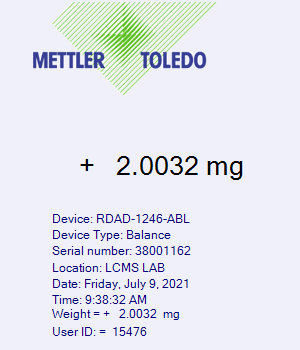 METTLER TOLEDO
+ 2.0032 mg
Device: RDAD-1246-ABL
Device Type: Balance
Serial number: 38001162
Location: LCMS LAB
Date: Friday, July 9, 2021
Time: 9:38:32 AM
Weight = + 2.0032 mg
User ID: = 15476